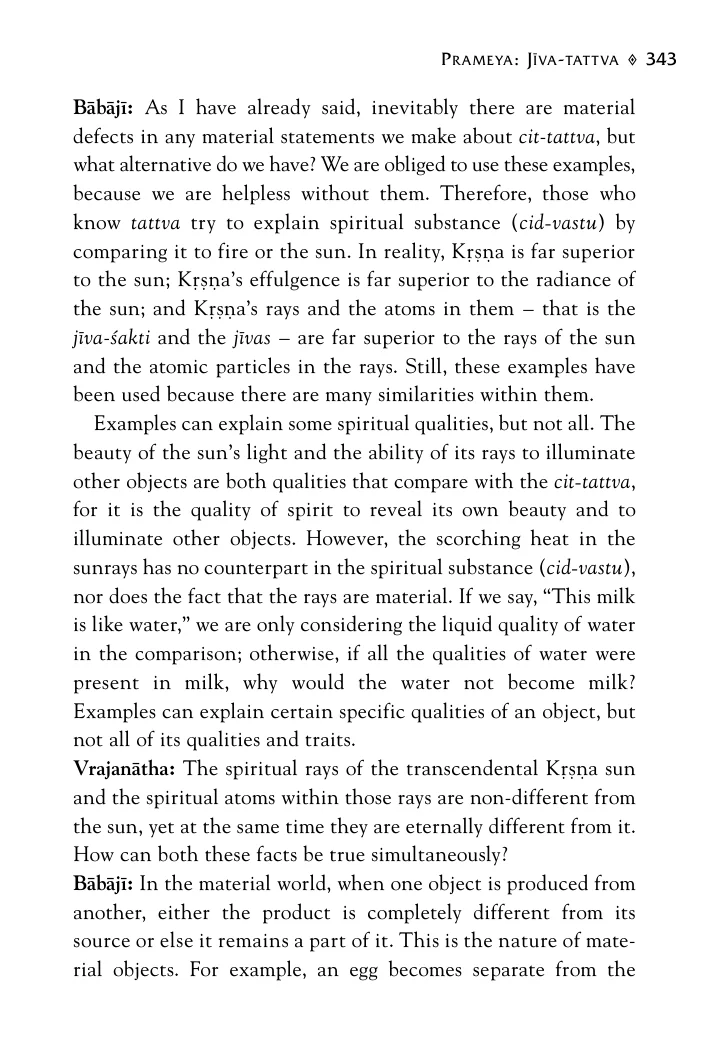 PRAMEYA: JĪVA-TATTVA ◊ 343
Bābājī: As I have already said, inevitably there are material
defects in any material statements we make about cit-tattva, but
what alternative do we have? We are obliged to use these examples,
because we are helpless without them. Therefore, those who
know tattva try to explain spiritual substance (cid-vastu) by
comparing it to fire or the sun. In reality, Kṛṣṇa is far superior
to the sun; Kṛṣṇa’s effulgence is far superior to the radiance of
the sun; and Kṛṣṇa’s rays and the atoms in them – that is the
jīva-śakti and the jīvas – are far superior to the rays of the sun
and the atomic particles in the rays. Still, these examples have
been used because there are many similarities within them.
Examples can explain some spiritual qualities, but not all. The
beauty of the sun’s light and the ability of its rays to illuminate
other objects are both qualities that compare with the cit-tattva,
for it is the quality of spirit to reveal its own beauty and to
illuminate other objects. However, the scorching heat in the
sunrays has no counterpart in the spiritual substance (cid-vastu),
nor does the fact that the rays are material. If we say, “This milk
is like water,” we are only considering the liquid quality of water
in the comparison; otherwise, if all the qualities of water were
present in milk, why would the water not become milk?
Examples can explain certain specific qualities of an object, but
not all of its qualities and traits.
Vrajanātha: The spiritual rays of the transcendental Kṛṣṇa sun
and the spiritual atoms within those rays are non-different from
the sun, yet at the same time they are eternally different from it.
How can both these facts be true simultaneously?
Bābājī: In the material world, when one object is produced from
another, either the product is completely different from its
source or else it remains a part of it. This is the nature of mate-
rial objects. For example, an egg becomes separate from the